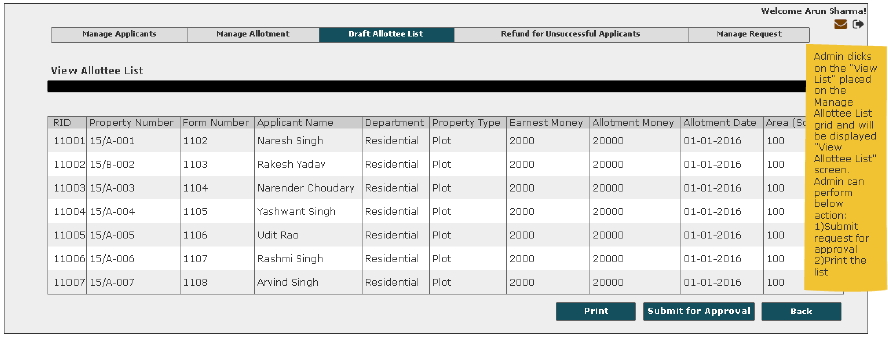 Welcome Arun Sharma!
Manage Applicants Manage Allotment Draft Allottee List Refund for Unsuccessful Applicants Manage Request
View Allottee List
RID Property Number Form Number Applicant Name Department Property Type Earnest Money Allotment Money Allotment Date Area
11001 15/A-001 1102 Naresh Singh Residential Plot 2000 20000 01-01-2016 100
11002 15/B-002 1103 Rakesh Yadav Residential Plot 2000 20000 01-01-2016 100
11003 15/A-003 1104 Narender Choudary Residential Plot 2000 20000 01-01-2016 100
11004 15/A-004 1105 Yashwant Singh Residential Plot 2000 20000 01-01-2016 100
11005 15/A-005 1106 Udit Rao Residential Plot 2000 20000 01-01-2016 100
11006 15/A-006 1107 Rashmi Singh Residential Plot 2000 20000 01-01-2016 100
11007 15/A-007 1108 Arvind Singh Residential Plot 2000 20000 01-01-2016 100
Print Submit for Approval Back
Admin clicks
on the "View
List" placed
on the
Manage
Allottee List
grid and will
be displayed
"View
Allottee List"
screen.
Admin can
perform
below
action:
1)Submit
request for
approval
2)Print the
list